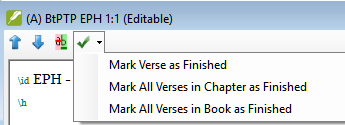 (A) BtPTP EPH 1:1 (Editable)
ab
\id EPH -
\h
Mark Verse as Finished
Mark All Verses in Chapter as Finished
Mark All Verses in Book as Finished